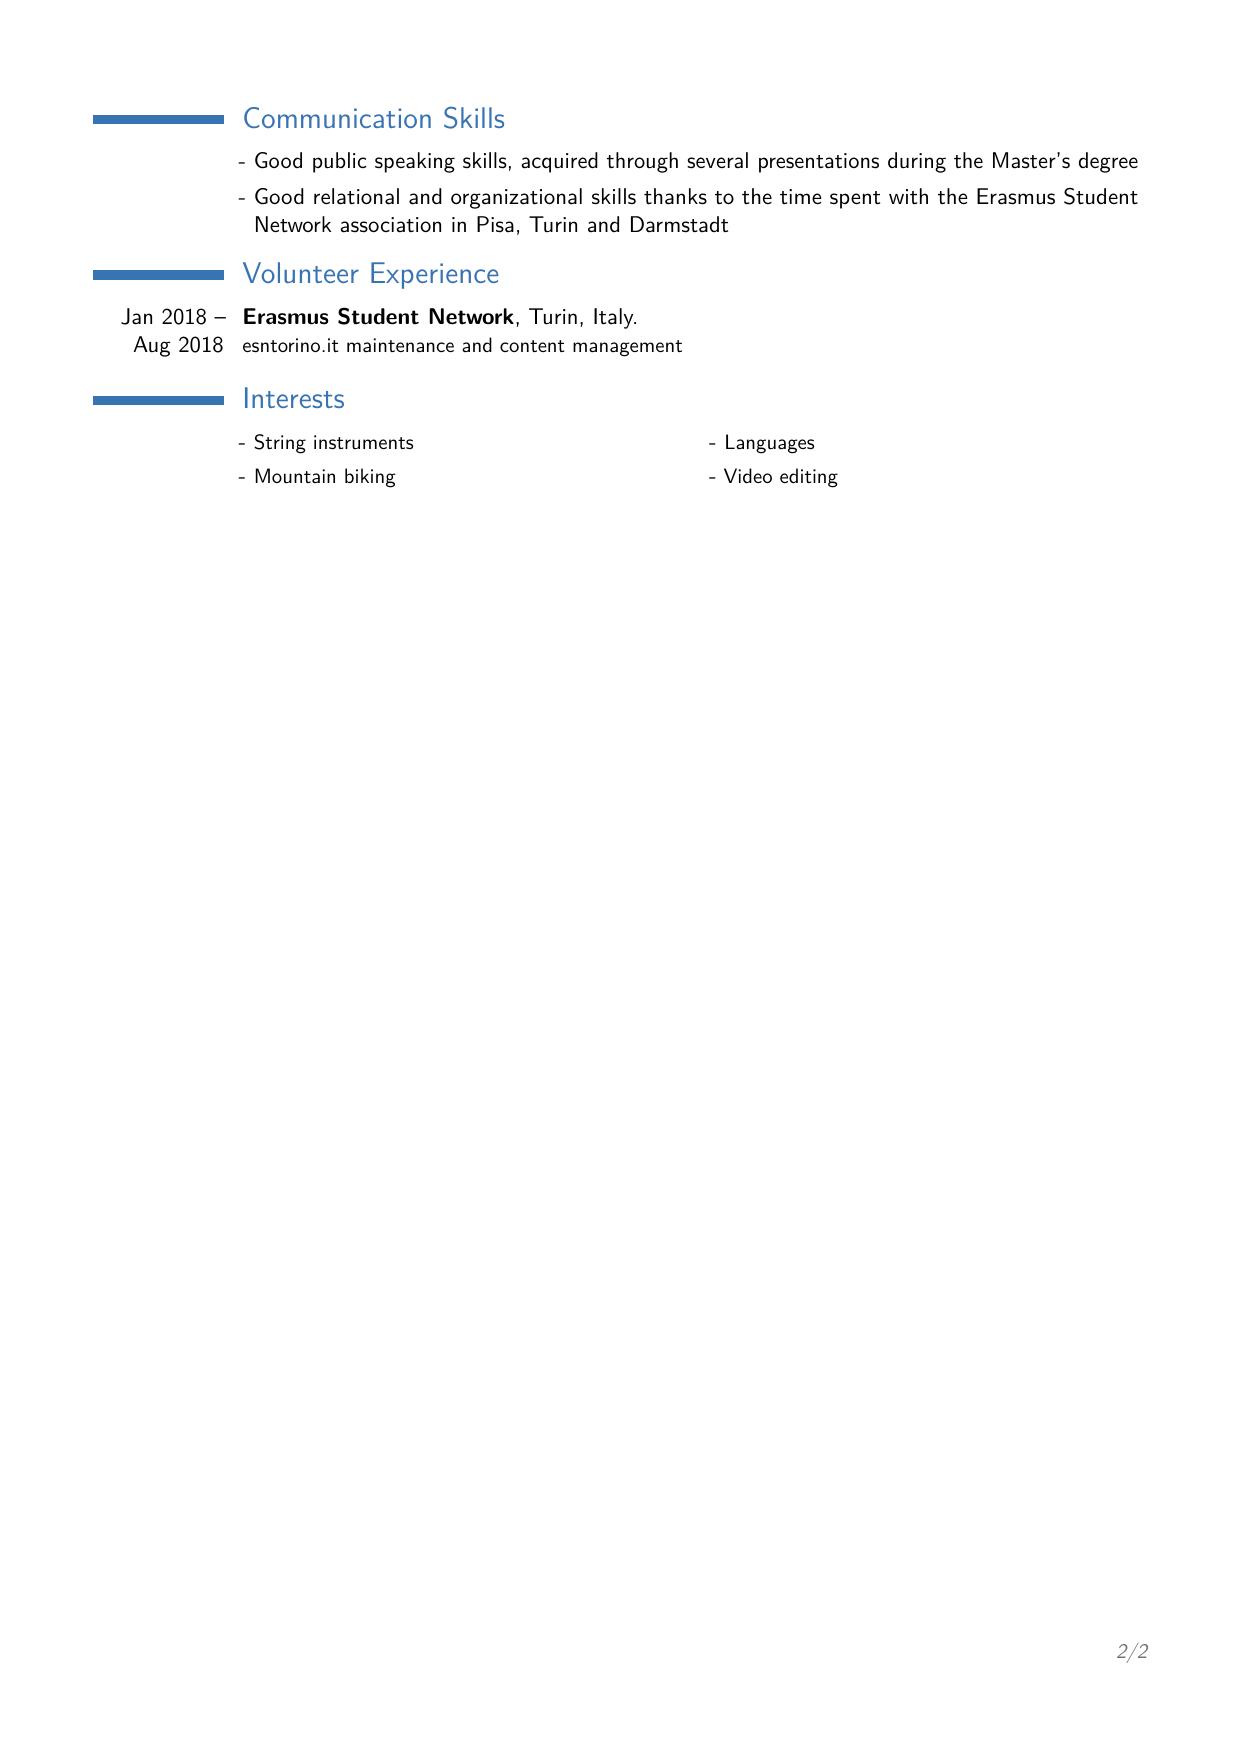 Communication Skills
- Good public speaking skills, acquired through several presentations during the Master's degree
- Good relational and organizational skills thanks to the time spent with the Erasmus Student
Network association in Pisa, Turin and Darmstadt
Volunteer Experience
Jan 2018 – Erasmus Student Network, Turin, Italy.
Aug 2018 esntorino.it maintenance and content management
Interests
- String instruments - Languages
- Mountain biking - Video editing
2/2